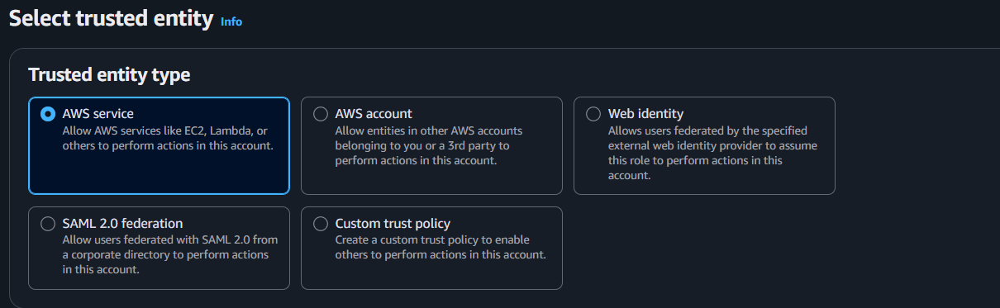 Select trusted entity Info
Trusted entity type
AWS service
Allow AWS services like EC2, Lambda, or
others to perform actions in this account.
AWS account
Allow entities in other AWS accounts
belonging to you or a 3rd party to
perform actions in this account.
Web identity
Allows users federated by the specified
external web identity provider to assume
this role to perform actions in this
account.
SAML 2.0 federation
Allow users federated with SAML 2.0 from
a corporate directory to perform actions
in this account.
Custom trust policy
Create a custom trust policy to enable
others to perform actions in this account.